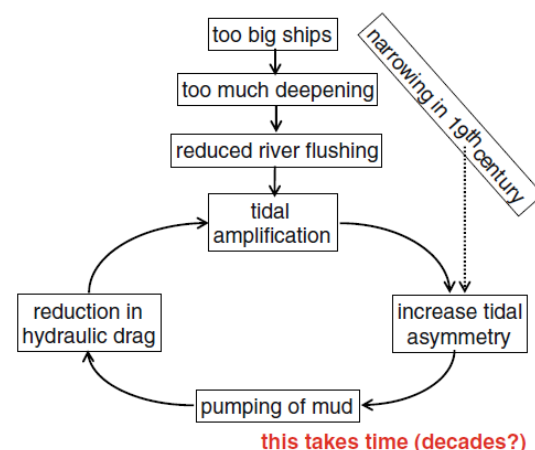 too big ships
too much deepening
reduced river flushing
tidal
amplification
narrowing in 19th century
increase tidal
asymmetry
pumping of mud
this takes time (decades?)
reduction in
hydraulic drag